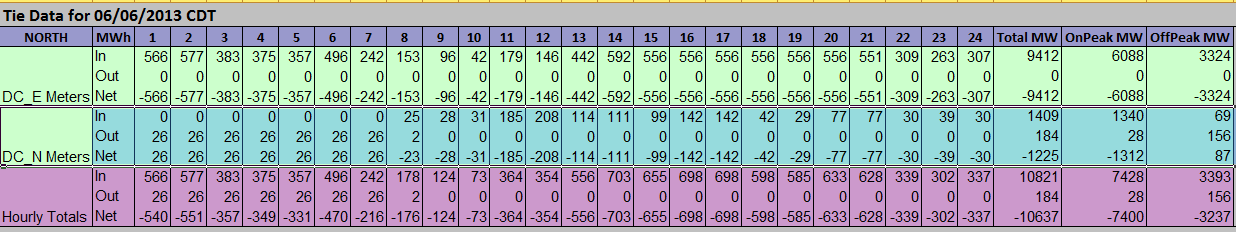 Tie Data for 06/06/2013 CDT
NORTH MWh 1 2 3 4 5 6 7 8 9 10 11 12 13 14 15 16 17 18 19 20 21 22 23 24 Total MW OnPeak MW OffPeak MW
In 566 577 383 375 357 496 242 153 96 42 179 146 442 592 556 556 556 556 556 556 551 309 263 307 9412 6088 3324
Out 0 0 0 0 0 0 0 0 0 0 0 0 0 0 0 0 0 0 0 0 0 0 0 0 0 0 0
DC_E Meters Net -566 -577 -383 -375 -357 -496 -242 -153 -96 -42 -179 -146 -442 -592 -556 -556 -556 -556 -556 -556 -551 -309 -263 -307 -9412 -6088 -3324
In 0 0 0 0 0 0 0 25 28 31 185 208 114 111 99 142 142 42 29 77 77 30 39 30 1409 1340 69
Out 26 26 26 26 26 26 26 2 0 0 0 0 0 0 0 0 0 0 0 0 0 0 0 0 184 28 156
DC_N Meters Net 26 26 26 26 26 26 26 -23 -28 -31 -185 -208 -114 -111 -99 -142 -142 -42 -29 -77 -77 -30 -39 -30 -1225 -1312 87
In 566 577 383 375 357 496 242 178 124 73 364 354 556 703 655 698 698 598 585 633 628 339 302 337 10821 7428 3393
Out 26 26 26 26 26 26 26 2 0 0 0 0 0 0 0 0 0 0 0 0 0 0 0 0 184 28 156
Hourly Totals Net -540 -551 -357 -349 -331 -470 -216 -176 -124 -73 -364 -354 -556 -703 -655 -698 -698 -598 -585 -633 -628 -339 -302 -337 -10637 -7400 -3237